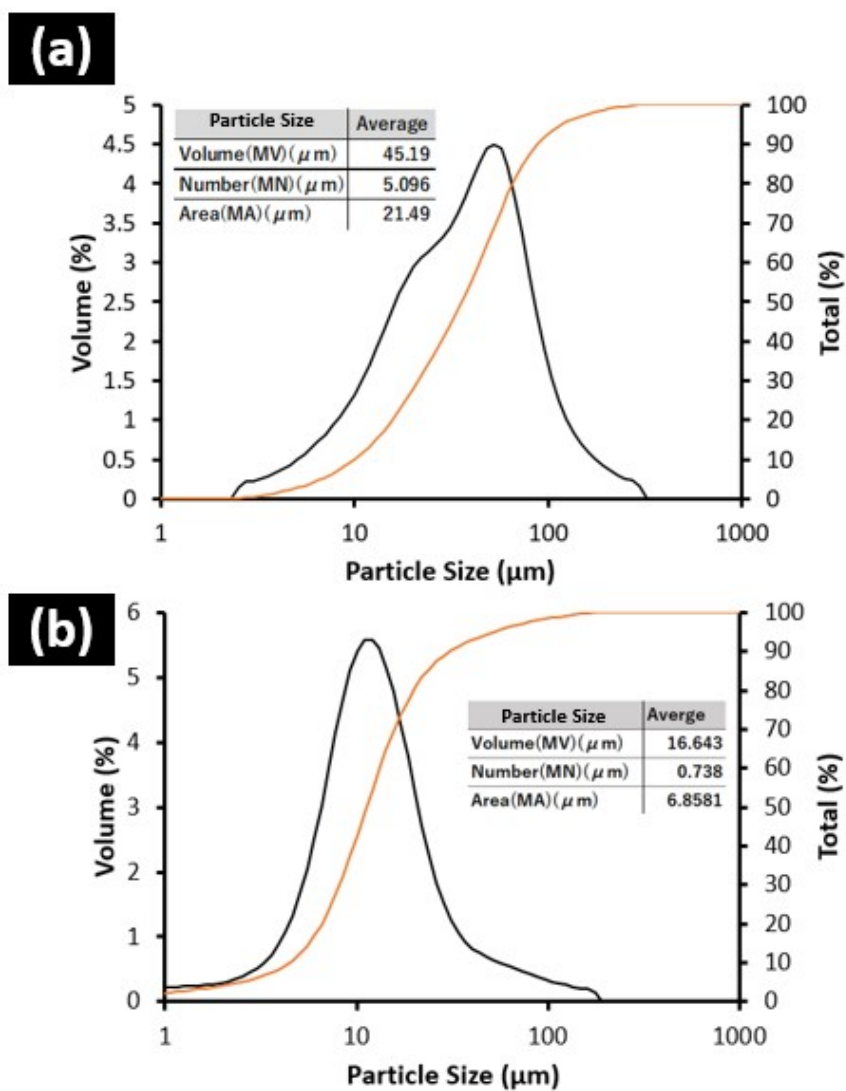 (a)
Particle Size Average
Volume(MV)(μm) 45.19
Number(MN)(μm) 5.096
Area(MA)(μm) 21.49
5
4.5
4
3.5
3
2.5
2
1.5
1
0.5
0
Volume (%)
100
90
80
70
60
50
40
30
20
10
0
Total (%)
1 10 100 1000
Particle Size (μm)
(b)
Particle Size Averge
Volume(MV)(μm) 16.643
Number(MN)(μm) 0.738
Area(MA)(μm) 6.8581
6
5
4
3
2
1
0
Volume (%)
100
90
80
70
60
50
40
30
20
10
0
Total (%)
1 10 100 1000
Particle Size (μm)